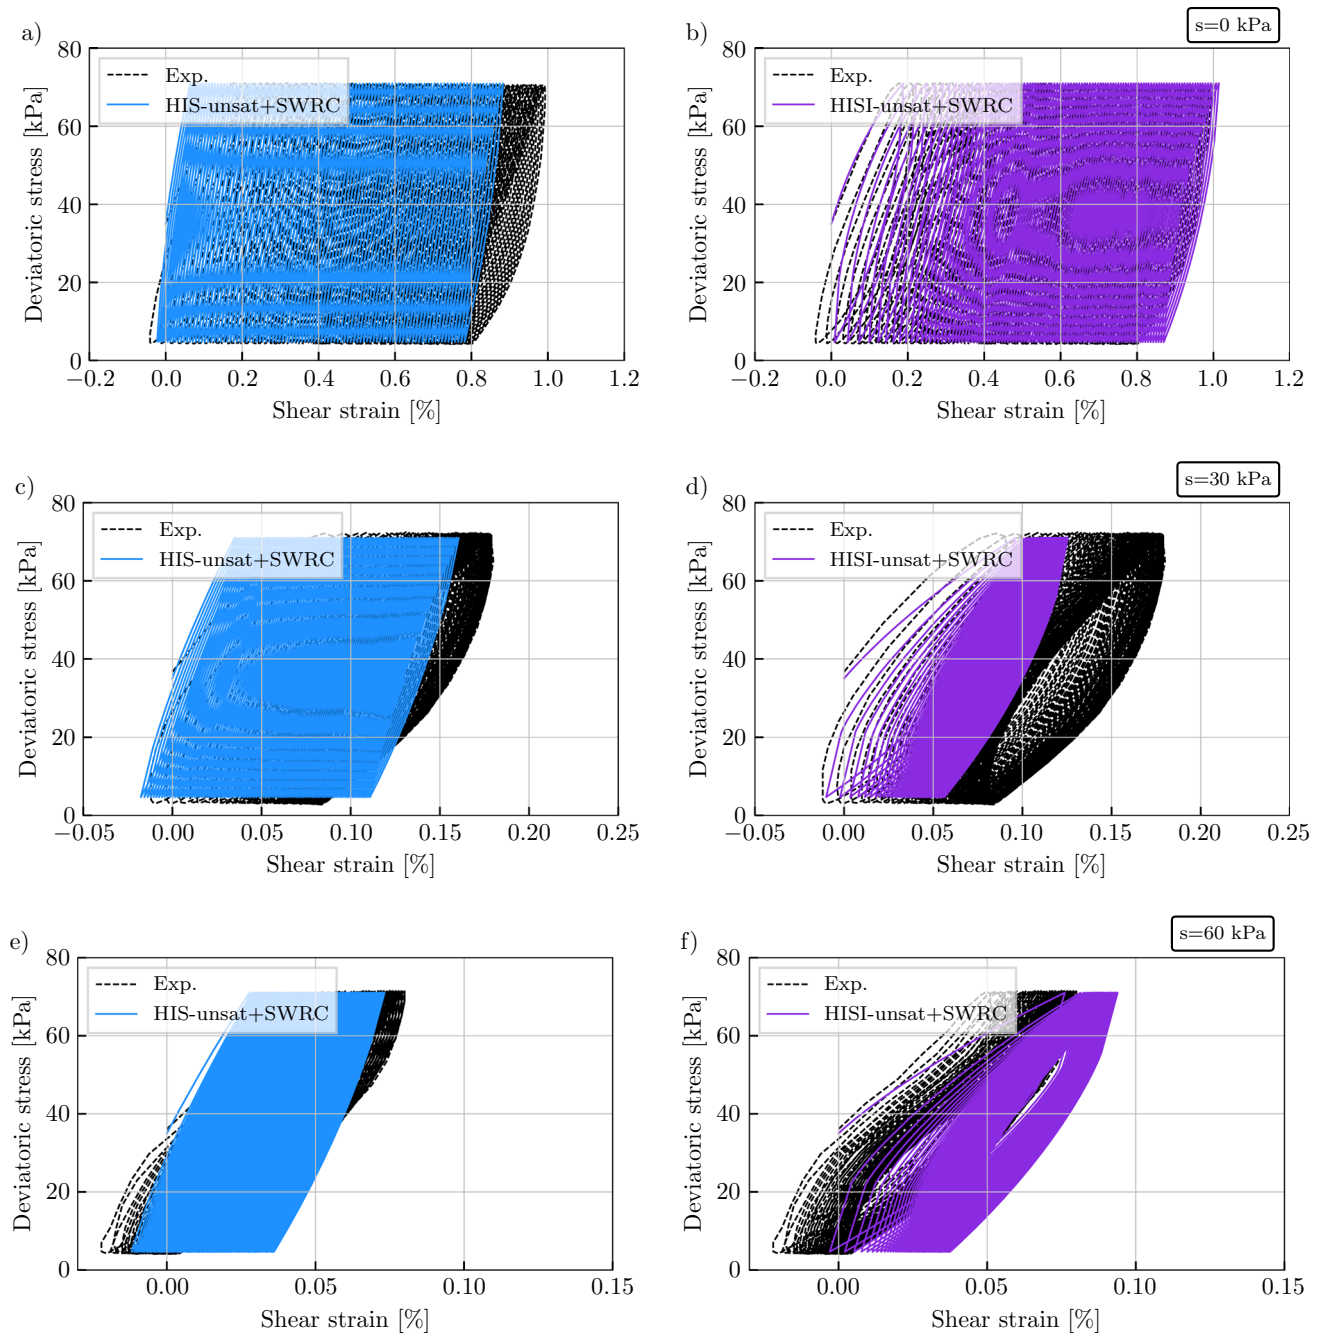 a)
b)
s=0 kPa
80
60
40
20
0
Deviatoric stress [kPa]
Exp.
HIS-unsat+SWRC
−0.2 0.0 0.2 0.4 0.6 0.8 1.0 1.2
Shear strain [%]
80
60
40
20
0
Deviatoric stress [kPa]
Exp.
HISI-unsat+SWRC
−0.2 0.0 0.2 0.4 0.6 0.8 1.0 1.2
Shear strain [%]
c)
d)
s=30 kPa
80
60
40
20
0
Deviatoric stress [kPa]
Exp.
HIS-unsat+SWRC
−0.05 0.00 0.05 0.10 0.15 0.20 0.25
Shear strain [%]
80
60
40
20
0
Deviatoric stress [kPa]
Exp.
HISI-unsat+SWRC
−0.05 0.00 0.05 0.10 0.15 0.20 0.25
Shear strain [%]
e)
f)
s=60 kPa
80
60
40
20
0
Deviatoric stress [kPa]
Exp.
HIS-unsat+SWRC
0.00 0.05 0.10 0.15
Shear strain [%]
80
60
40
20
0
Deviatoric stress [kPa]
Exp.
HISI-unsat+SWRC
0.00 0.05 0.10 0.15
Shear strain [%]